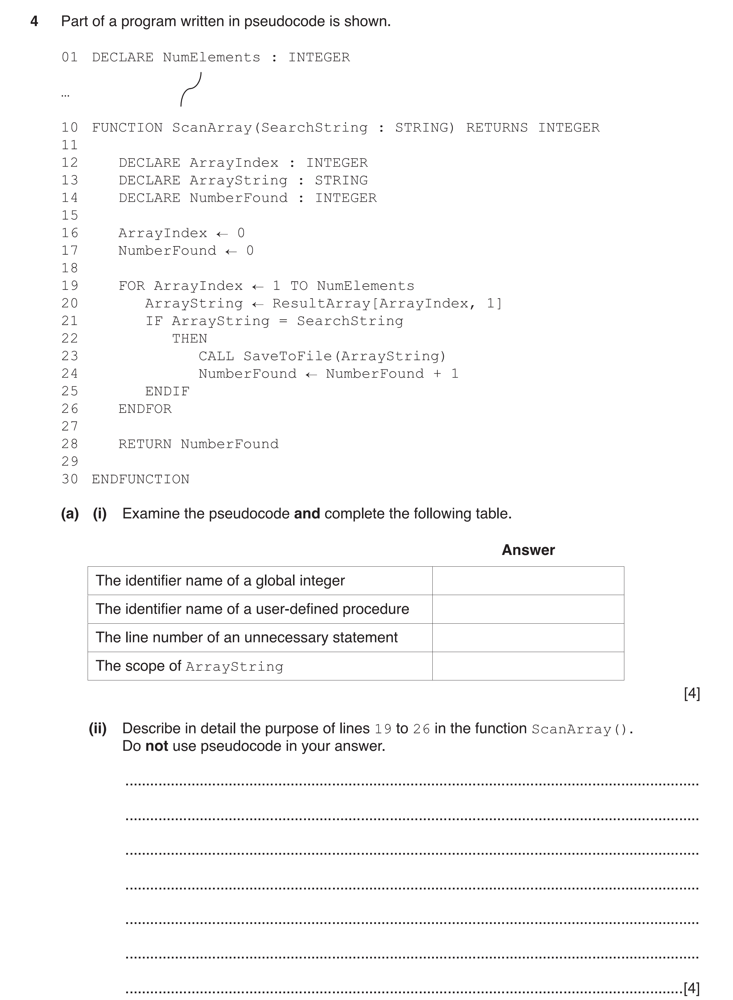 4 Part of a program written in pseudocode is shown.
01 DECLARE NumElements : INTEGER
...
10 FUNCTION ScanArray(SearchString : STRING) RETURNS INTEGER
11
12 DECLARE ArrayIndex : INTEGER
13 DECLARE ArrayString : STRING
14 DECLARE NumberFound : INTEGER
15
16 ArrayIndex ← 0
17 NumberFound ← 0
18
19 FOR ArrayIndex ← 1 TO NumElements
20 ArrayString ← ResultArray[ArrayIndex, 1]
21 IF ArrayString = SearchString
22 THEN
23 CALL SaveToFile(ArrayString)
24 NumberFound ← NumberFound + 1
25 ENDIF
26 ENDFOR
27
28 RETURN NumberFound
29
30 ENDFUNCTION
(a) (i) Examine the pseudocode and complete the following table.
Answer
The identifier name of a global integer
The identifier name of a user-defined procedure
The line number of an unnecessary statement
The scope of ArrayString
[4]
(ii) Describe in detail the purpose of lines 19 to 26 in the function ScanArray().
Do not use pseudocode in your answer.
[4]